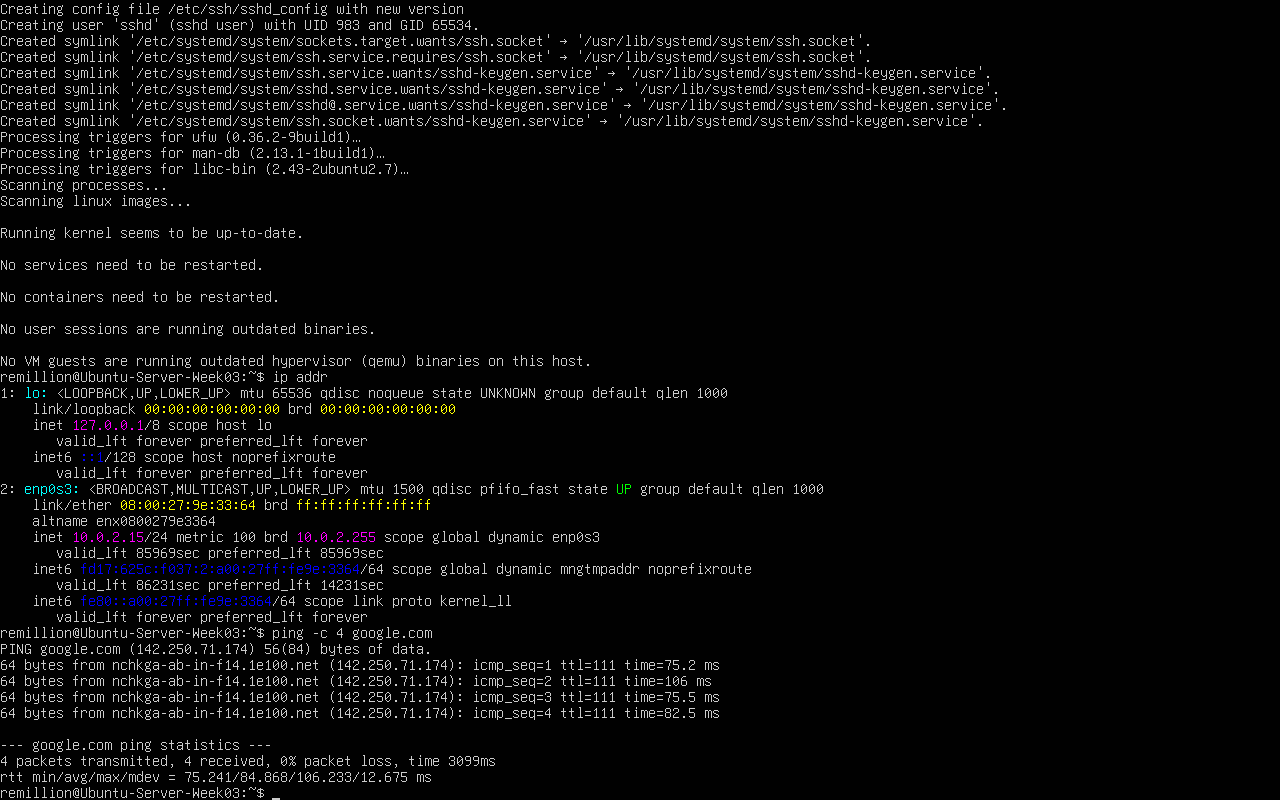 Creating config file /etc/ssh/sshd_config with new version
Creating user 'sshd' (sshd user) with UID 983 and GID 65534.
Created symlink '/etc/systemd/system/sockets.target.wants/ssh.socket' → '/usr/lib/systemd/system/ssh.socket'.
Created symlink '/etc/systemd/system/ssh.service.requires/ssh.socket' → '/usr/lib/systemd/system/ssh.socket'.
Created symlink '/etc/systemd/system/ssh.service.wants/sshd-keygen.service' → '/usr/lib/systemd/system/sshd-keygen.service'.
Created symlink '/etc/systemd/system/sshd.service.wants/sshd-keygen.service' → '/usr/lib/systemd/system/sshd-keygen.service'.
Created symlink '/etc/systemd/system/sshd@.service.wants/sshd-keygen.service' → '/usr/lib/systemd/system/sshd-keygen.service'.
Created symlink '/etc/systemd/system/ssh.socket.wants/sshd-keygen.service' → '/usr/lib/systemd/system/sshd-keygen.service'.
Processing triggers for ufw (0.36.2-9build1)…
Processing triggers for man-db (2.13.1-1build1)…
Processing triggers for libc-bin (2.43-2ubuntu2.7)…
Scanning processes...
Scanning linux images...
Running kernel seems to be up-to-date.
No services need to be restarted.
No containers need to be restarted.
No user sessions are running outdated binaries.
No VM guests are running outdated hypervisor (qemu) binaries on this host.
remillion@Ubuntu-Server-Week03:~$ ip addr
1: lo: <LOOPBACK,UP,LOWER_UP> mtu 65536 qdisc noqueue state UNKNOWN group default qlen 1000
link/loopback 00:00:00:00:00:00 brd 00:00:00:00:00:00
inet 127.0.0.1/8 scope host lo
valid_lft forever preferred_lft forever
inet6 ::1/128 scope host noprefixroute
valid_lft forever preferred_lft forever
2: enp0s3: <BROADCAST,MULTICAST,UP,LOWER_UP> mtu 1500 qdisc pfifo_fast state UP group default qlen 1000
link/ether 08:00:27:9e:33:64 brd ff:ff:ff:ff:ff:ff
altname enx0800279e3364
inet 10.0.2.15/24 metric 100 brd 10.0.2.255 scope global dynamic enp0s3
valid_lft 85969sec preferred_lft 85969sec
inet6 fd17:625c:f037:2:a00:27ff:fe9e:3364/64 scope global dynamic mngtmpaddr noprefixroute
valid_lft 86231sec preferred_lft 14231sec
inet6 fe80::a00:27ff:fe9e:3364/64 scope link proto kernel_ll
valid_lft forever preferred_lft forever
remillion@Ubuntu-Server-Week03:~$ ping -c 4 google.com
PING google.com (142.250.71.174) 56(84) bytes of data.
64 bytes from nchkga-ab-in-f14.1e100.net (142.250.71.174): icmp_seq=1 ttl=111 time=75.2 ms
64 bytes from nchkga-ab-in-f14.1e100.net (142.250.71.174): icmp_seq=2 ttl=111 time=106 ms
64 bytes from nchkga-ab-in-f14.1e100.net (142.250.71.174): icmp_seq=3 ttl=111 time=75.5 ms
64 bytes from nchkga-ab-in-f14.1e100.net (142.250.71.174): icmp_seq=4 ttl=111 time=82.5 ms
--- google.com ping statistics ---
4 packets transmitted, 4 received, 0% packet loss, time 3099ms
rtt min/avg/max/mdev = 75.241/84.868/106.233/12.675 ms
remillion@Ubuntu-Server-Week03:~$ _